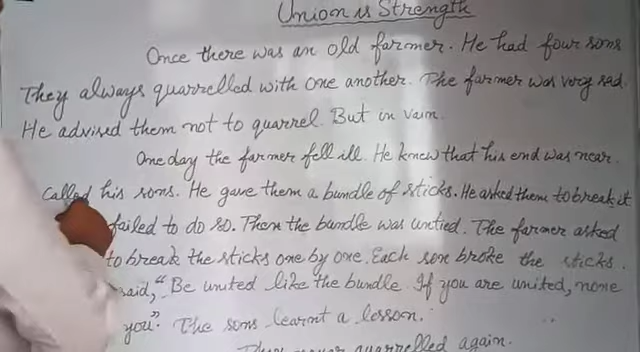 Union is Strength
Once there was an old farmer. He had four sons
They always quarrelled with one another. The farmer was very sad.
He advised them not to quarrel. But in vain.
One day the farmer fell ill. He knew that his end was near.
Called his sons. He gave them a bundle of sticks. He asked them to break it
failed to do so. Then the bundle was untied. The farmer asked
to break the sticks one by one. Each son broke the sticks.
said, "Be united like the bundle. If you are united, none
you". The sons learnt a lesson.
never quarrelled again.